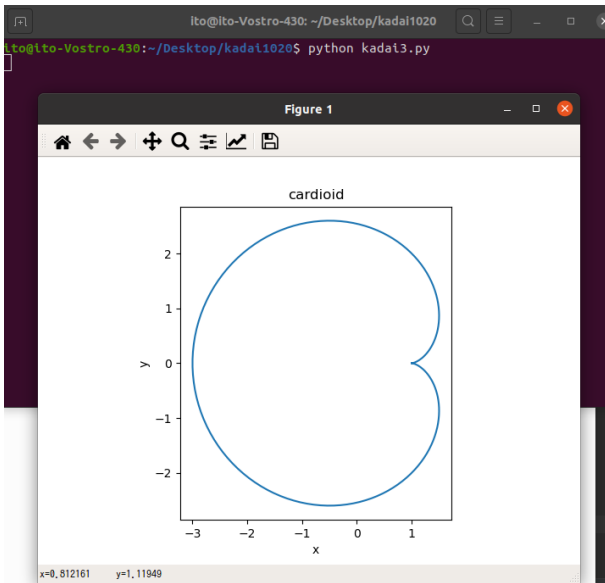 ito@ito-Vostro-430: ~/Desktop/kadai1020
ito@ito-Vostro-430:~/Desktop/kadai1020$ python kadai3.py
Figure 1
cardioid
2
1
0
−1
−2
y
−3 −2 −1 0 1
x
x=0.812161 y=1.11949